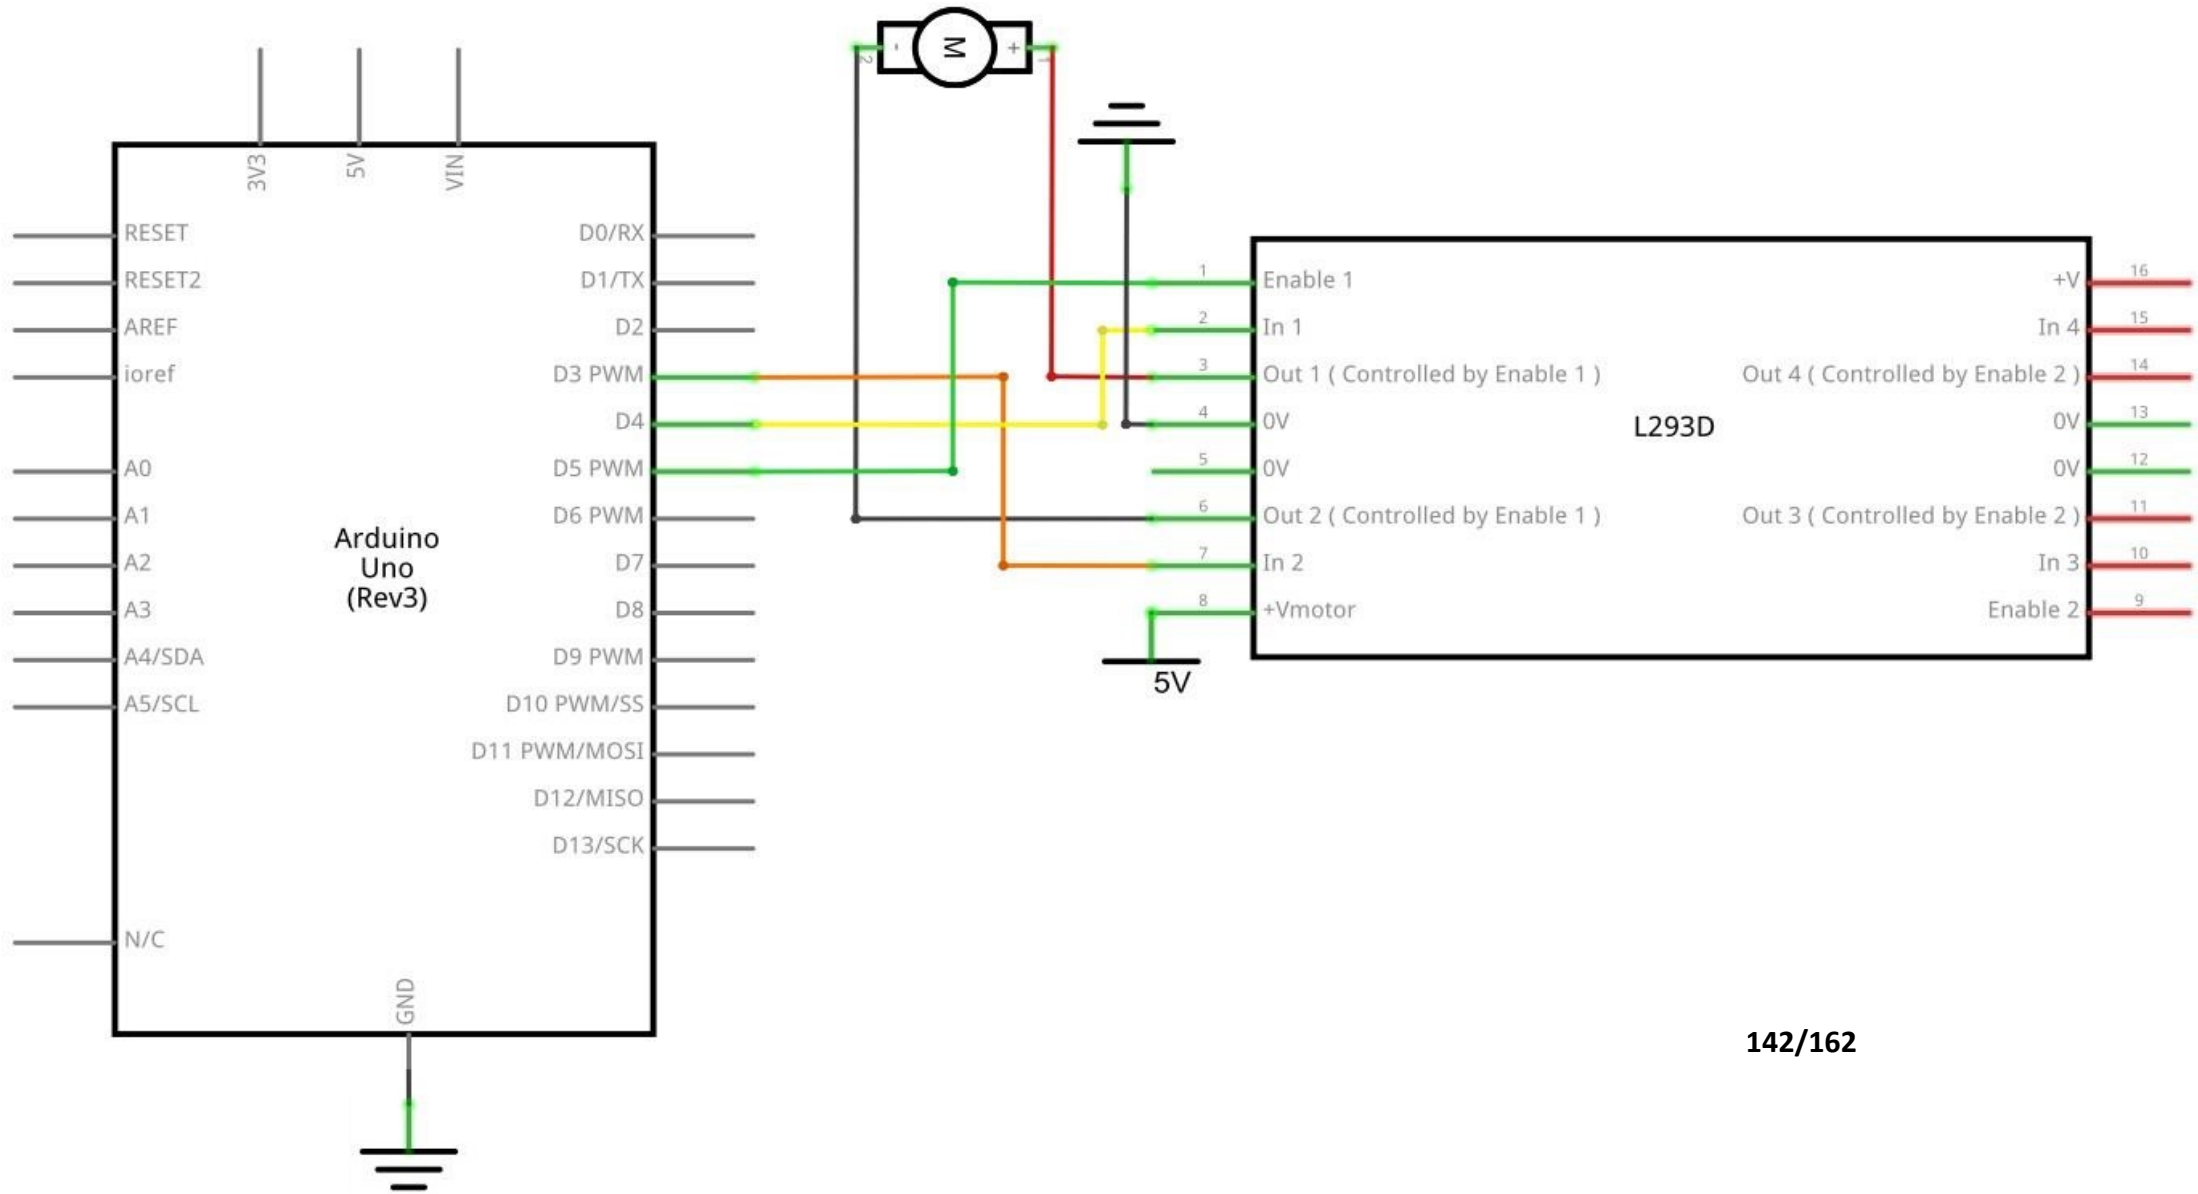 - M +
2 1
3V3 5V VIN
RESET
RESET2
AREF
ioref
A0
A1
A2
A3
A4/SDA
A5/SCL
N/C
D0/RX
D1/TX
D2
D3 PWM
D4
D5 PWM
D6 PWM
D7
D8
D9 PWM
D10 PWM/SS
D11 PWM/MOSI
D12/MISO
D13/SCK
Arduino
Uno
(Rev3)
GND
1 Enable 1
2 In 1
3 Out 1 ( Controlled by Enable 1 )
4 0V
5 0V
6 Out 2 ( Controlled by Enable 1 )
7 In 2
8 +Vmotor
5V
L293D
+V 16
In 4 15
Out 4 ( Controlled by Enable 2 ) 14
0V 13
0V 12
Out 3 ( Controlled by Enable 2 ) 11
In 3 10
Enable 2 9
142/162